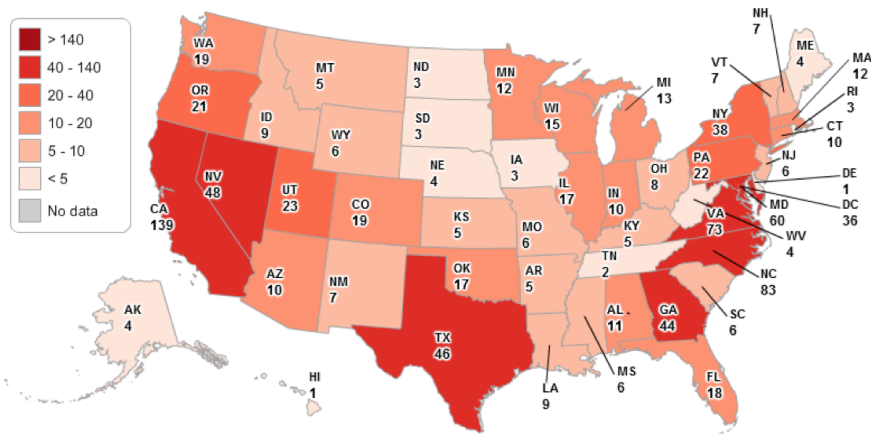 > 140
40 - 140
20 - 40
10 - 20
5 - 10
< 5
No data
WA
19
OR
21
CA
139
NV
48
ID
9
MT
5
WY
6
UT
23
CO
19
AZ
10
NM
7
ND
3
SD
3
NE
4
KS
5
OK
17
TX
46
MN
12
IA
3
MO
6
AR
5
LA
9
WI
15
IL
17
MI
13
IN
10
OH
8
KY
5
TN
2
MS
6
AL
11
GA
44
FL
18
SC
6
NC
83
VA
73
WV
4
MD
60
DC
36
DE
1
NJ
6
PA
22
NY
38
CT
10
RI
3
MA
12
VT
7
NH
7
ME
4
AK
4
HI
1